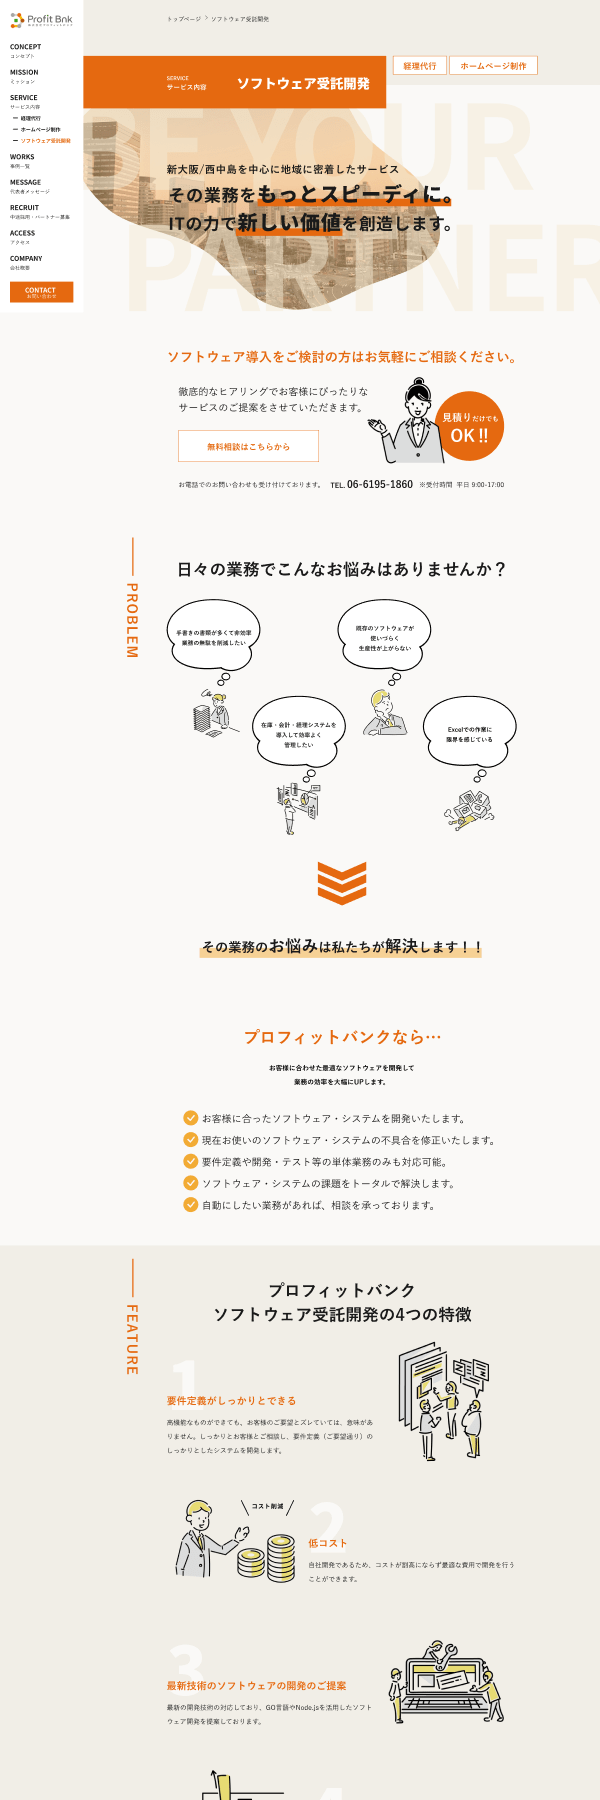 Profit Bnk
CONCEPT
コンセプト
MISSION
ミッション
SERVICE
サービス内容
経理代行
ホームページ制作
ソフトウェア受託開発
WORKS
事例一覧
MESSAGE
代表者メッセージ
RECRUIT
中途採用・パートナー募集
ACCESS
アクセス
COMPANY
会社概要
CONTACT
お問い合わせ
トップページ > ソフトウェア受託開発
SERVICE
サービス内容
ソフトウェア受託開発
経理代行
ホームページ制作
BE YOUR
PARTNER
新大阪/西中島を中心に地域に密着したサービス
その業務をもっとスピーディに。
ITの力で新しい価値を創造します。
ソフトウェア導入をご検討の方はお気軽にご相談ください。
徹底的なヒアリングでお客様にぴったりな
サービスのご提案をさせていただきます。
無料相談はこちらから
見積りだけでも
OK !!
お電話でのお問い合わせも受け付けております。 TEL. 06-6195-1860 ※受付時間 平日 9:00-17:00
PROBLEM
日々の業務でこんなお悩みはありませんか？
手書きの書類が多くて非効率
業務の無駄を削減したい
既存のソフトウェアが
使いづらく
生産性が上がらない
在庫・会計・経理システムを
導入して効率よく
管理したい
Excelでの作業に
限界を感じている
その業務のお悩みは私たちが解決します！！
プロフィットバンクなら…
お客様に合わせた最適なソフトウェアを開発して
業務の効率を大幅にUPします。
お客様に合ったソフトウェア・システムを開発いたします。
現在お使いのソフトウェア・システムの不具合を修正いたします。
要件定義や開発・テスト等の単体業務のみも対応可能。
ソフトウェア・システムの課題をトータルで解決します。
自動にしたい業務があれば、相談を承っております。
FEATURE
プロフィットバンク
ソフトウェア受託開発の4つの特徴
1
要件定義がしっかりとできる
高機能なものができても、お客様のご要望とズレていては、意味があ
りません。しっかりとお客様とご相談し、要件定義（ご要望造り）の
しっかりとしたシステムを開発します。
コスト削減
2
低コスト
自社開発であるため、コストが割高にならず最適な費用で開発を行う
ことができます。
3
最新技術のソフトウェアの開発のご提案
最新の開発技術の対応しており、GO言語やNode.jsを活用したソフト
ウェア開発を提案しております。
4